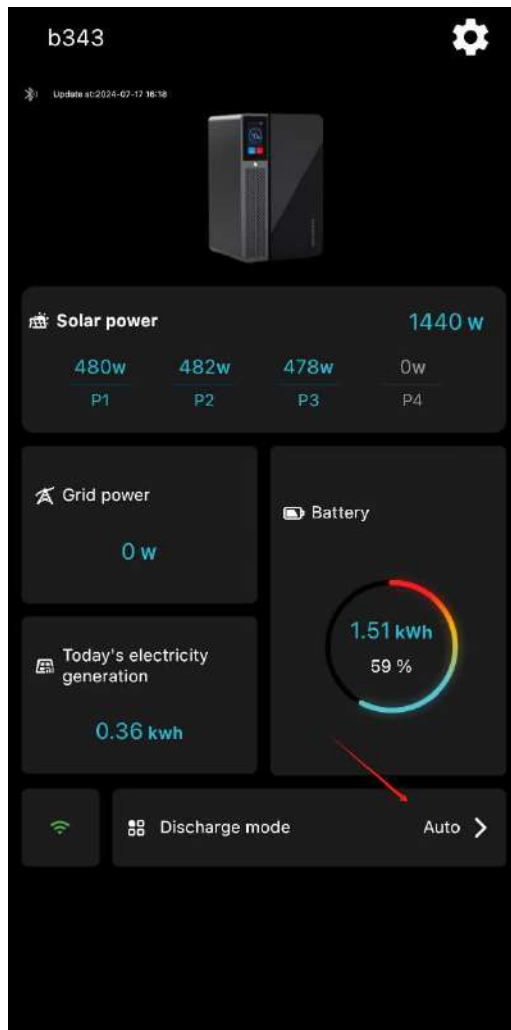 b343
Update at:2024-07-17 16:18
Solar power
1440 w
480w 482w 478w 0w
P1 P2 P3 P4
Grid power
0 w
Battery
1.51 kWh
59 %
Today's electricity
generation
0.36 kwh
Discharge mode
Auto